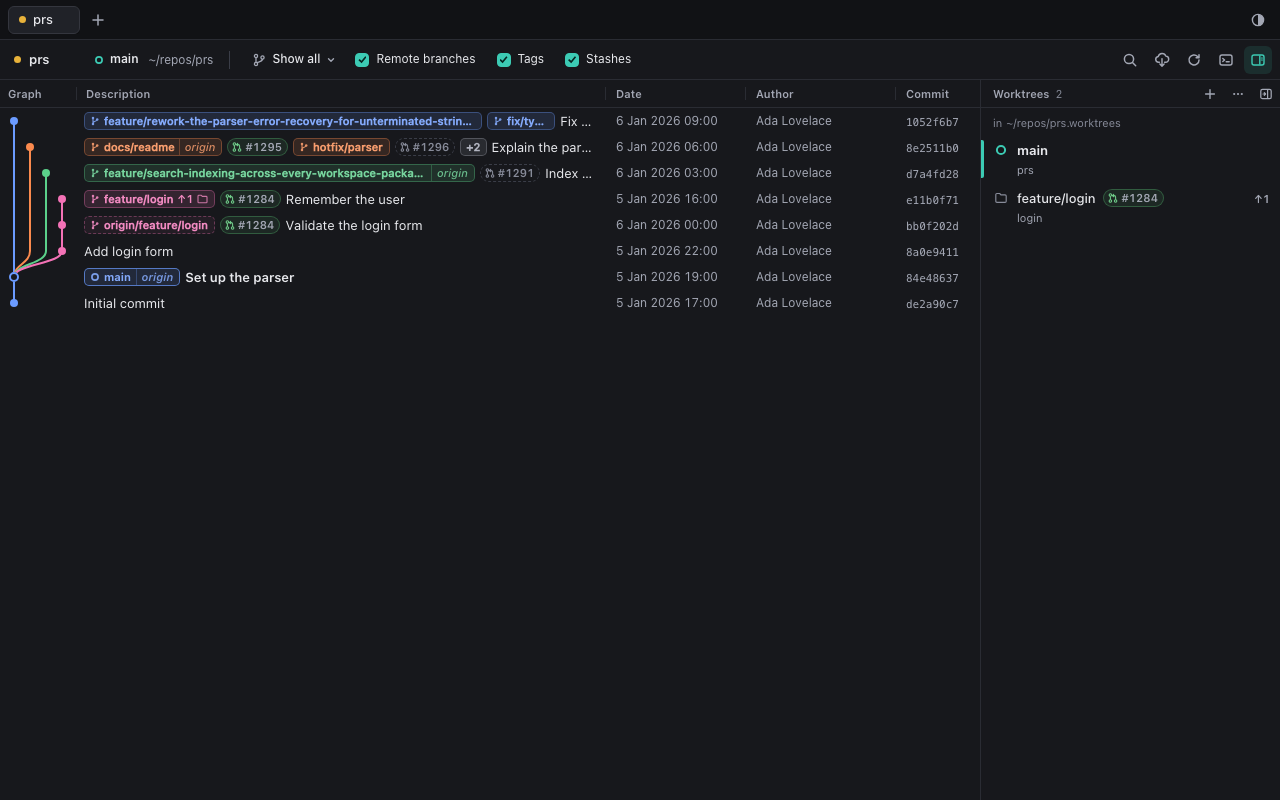 prs
prs main ~/repos/prs Show all Remote branches Tags Stashes
Graph Description Date Author Commit Worktrees 2
feature/rework-the-parser-error-recovery-for-unterminated-strin... fix/ty... Fix ... 6 Jan 2026 09:00 Ada Lovelace 1052f6b7
docs/readme origin #1295 hotfix/parser #1296 +2 Explain the par... 6 Jan 2026 06:00 Ada Lovelace 8e2511b0
feature/search-indexing-across-every-workspace-packa... origin #1291 Index ... 6 Jan 2026 03:00 Ada Lovelace d7a4fd28
feature/login ↑1 #1284 Remember the user 5 Jan 2026 16:00 Ada Lovelace e11b0f71
origin/feature/login #1284 Validate the login form 6 Jan 2026 00:00 Ada Lovelace bb0f202d
Add login form 5 Jan 2026 22:00 Ada Lovelace 8a0e9411
main origin Set up the parser 5 Jan 2026 19:00 Ada Lovelace 84e48637
Initial commit 5 Jan 2026 17:00 Ada Lovelace de2a90c7
in ~/repos/prs.worktrees
main
prs
feature/login #1284 ↑1
login